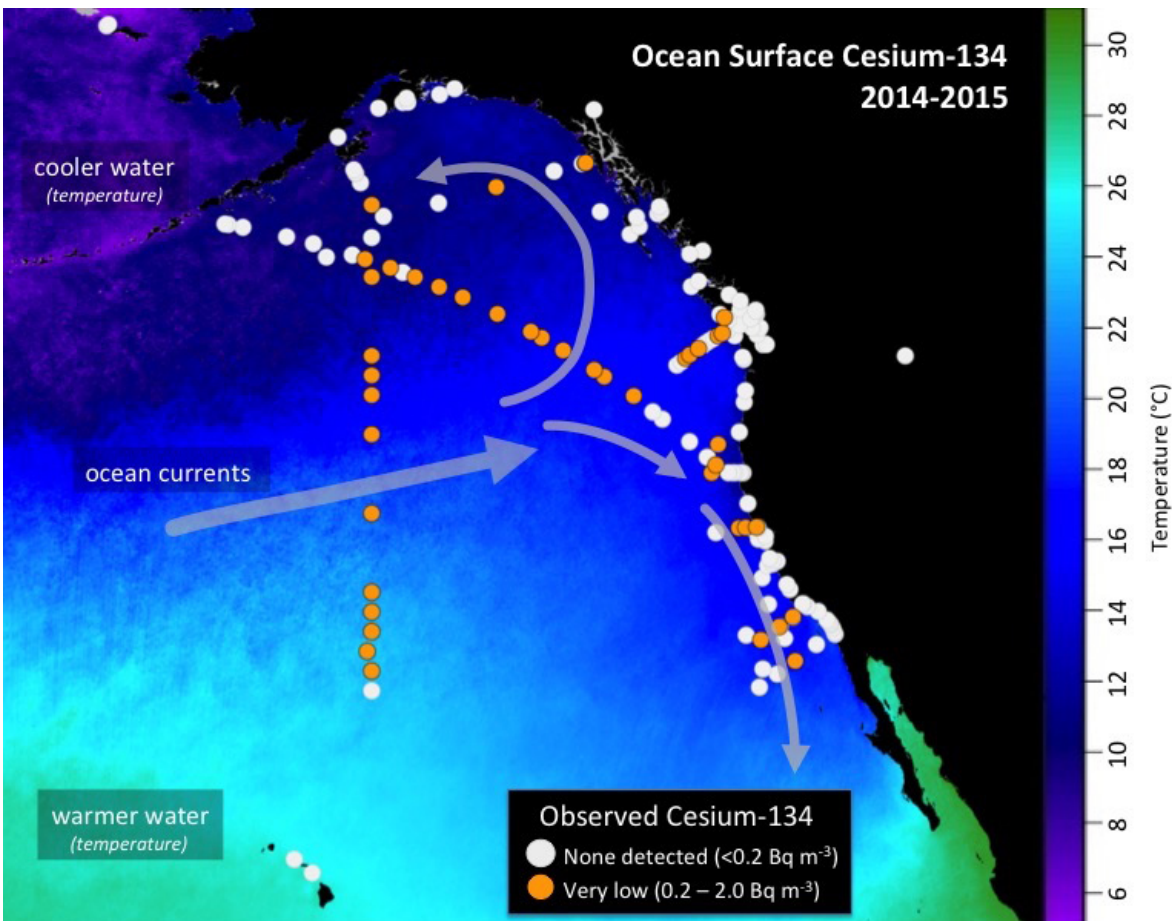 Ocean Surface Cesium-134
2014-2015
cooler water
(temperature)
ocean currents
warmer water
(temperature)
Observed Cesium-134
None detected (<0.2 Bq m⁻³)
Very low (0.2 – 2.0 Bq m⁻³)
30
28
26
24
22
20
18
16
14
12
10
8
6
Temperature (°C)